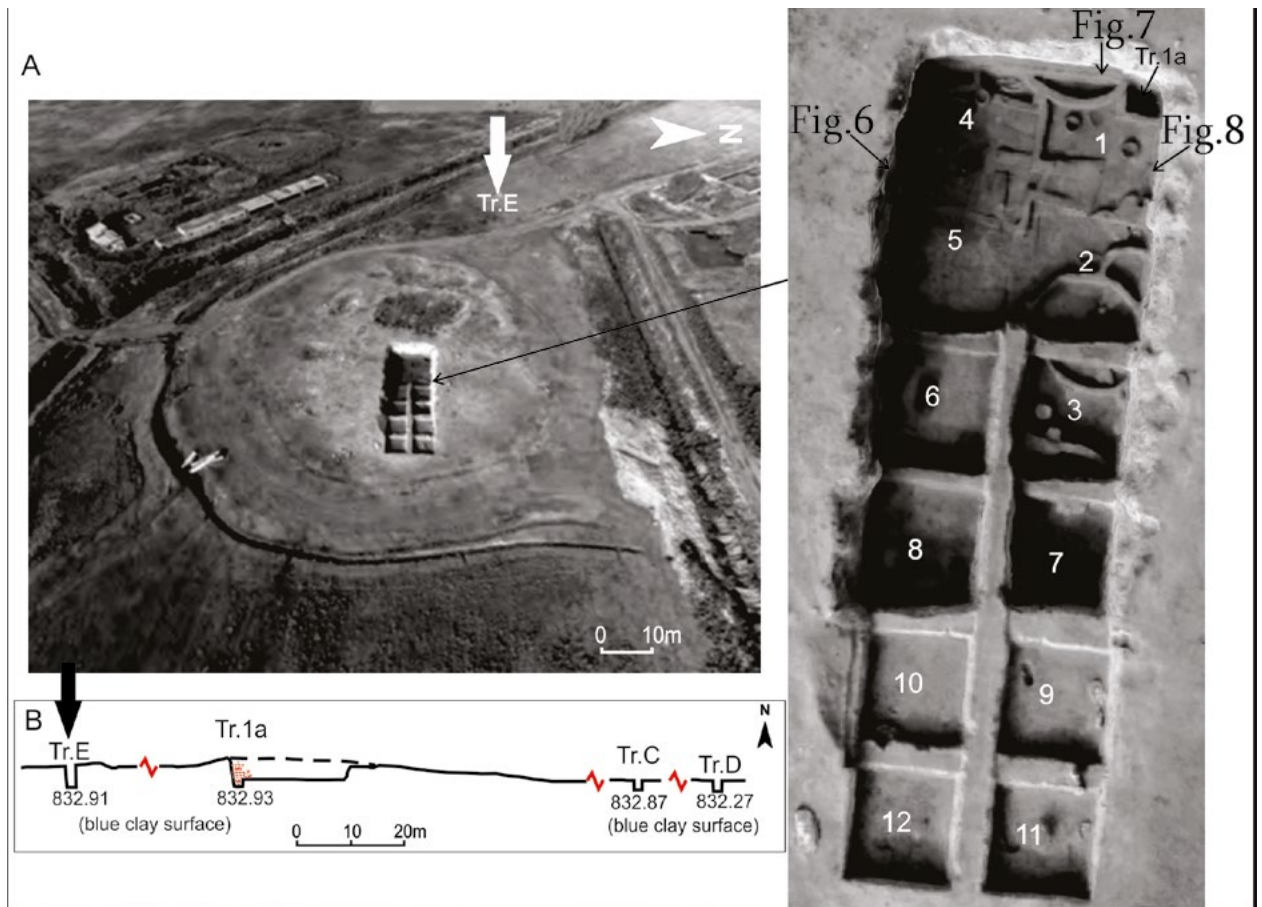 A
Tr.E
N
0 10m
B
Tr.E
832.91
(blue clay surface)
Tr.1a
832.93
0 10 20m
Tr.C
832.87
Tr.D
832.27
(blue clay surface)
N
Fig.7
Tr.1a
Fig.6
Fig.8
4
1
5
2
6
3
8
7
10
9
12
11